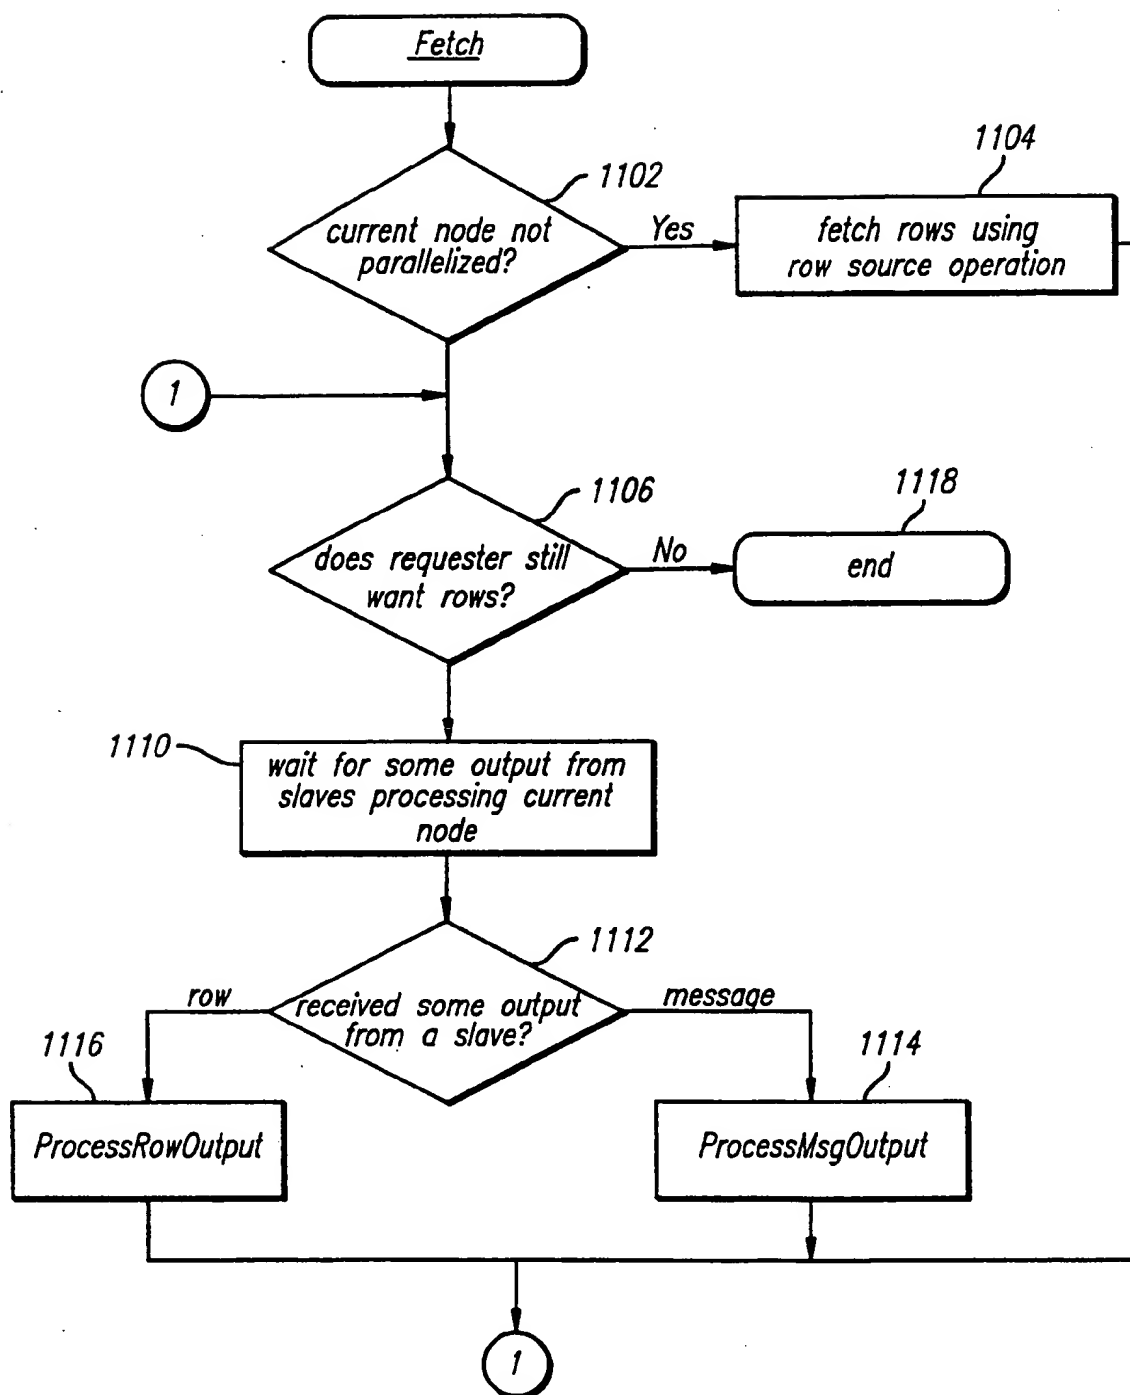 Fetch
1102
current node not
parallelized?
Yes
1104
fetch rows using
row source operation
1
1106
does requester still
want rows?
No
1118
end
1110
wait for some output from
slaves processing current
node
1112
received some output
from a slave?
row
message
1116
ProcessRowOutput
1114
ProcessMsgOutput
1